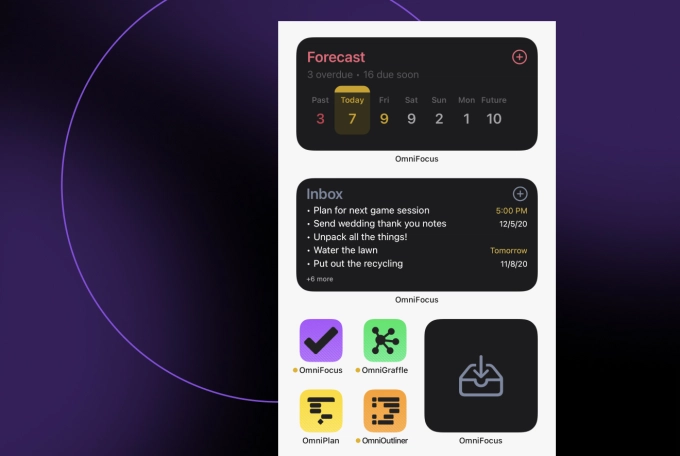 Forecast
3 overdue • 16 due soon
Past Today Fri Sat Sun Mon Future
3 7 9 9 2 1 10
OmniFocus
Inbox
• Plan for next game session 5:00 PM
• Send wedding thank you notes 12/5/20
• Unpack all the things!
• Water the lawn Tomorrow
• Put out the recycling 11/8/20
+6 more
OmniFocus
OmniFocus OmniGraffle
OmniPlan OmniOutliner OmniFocus